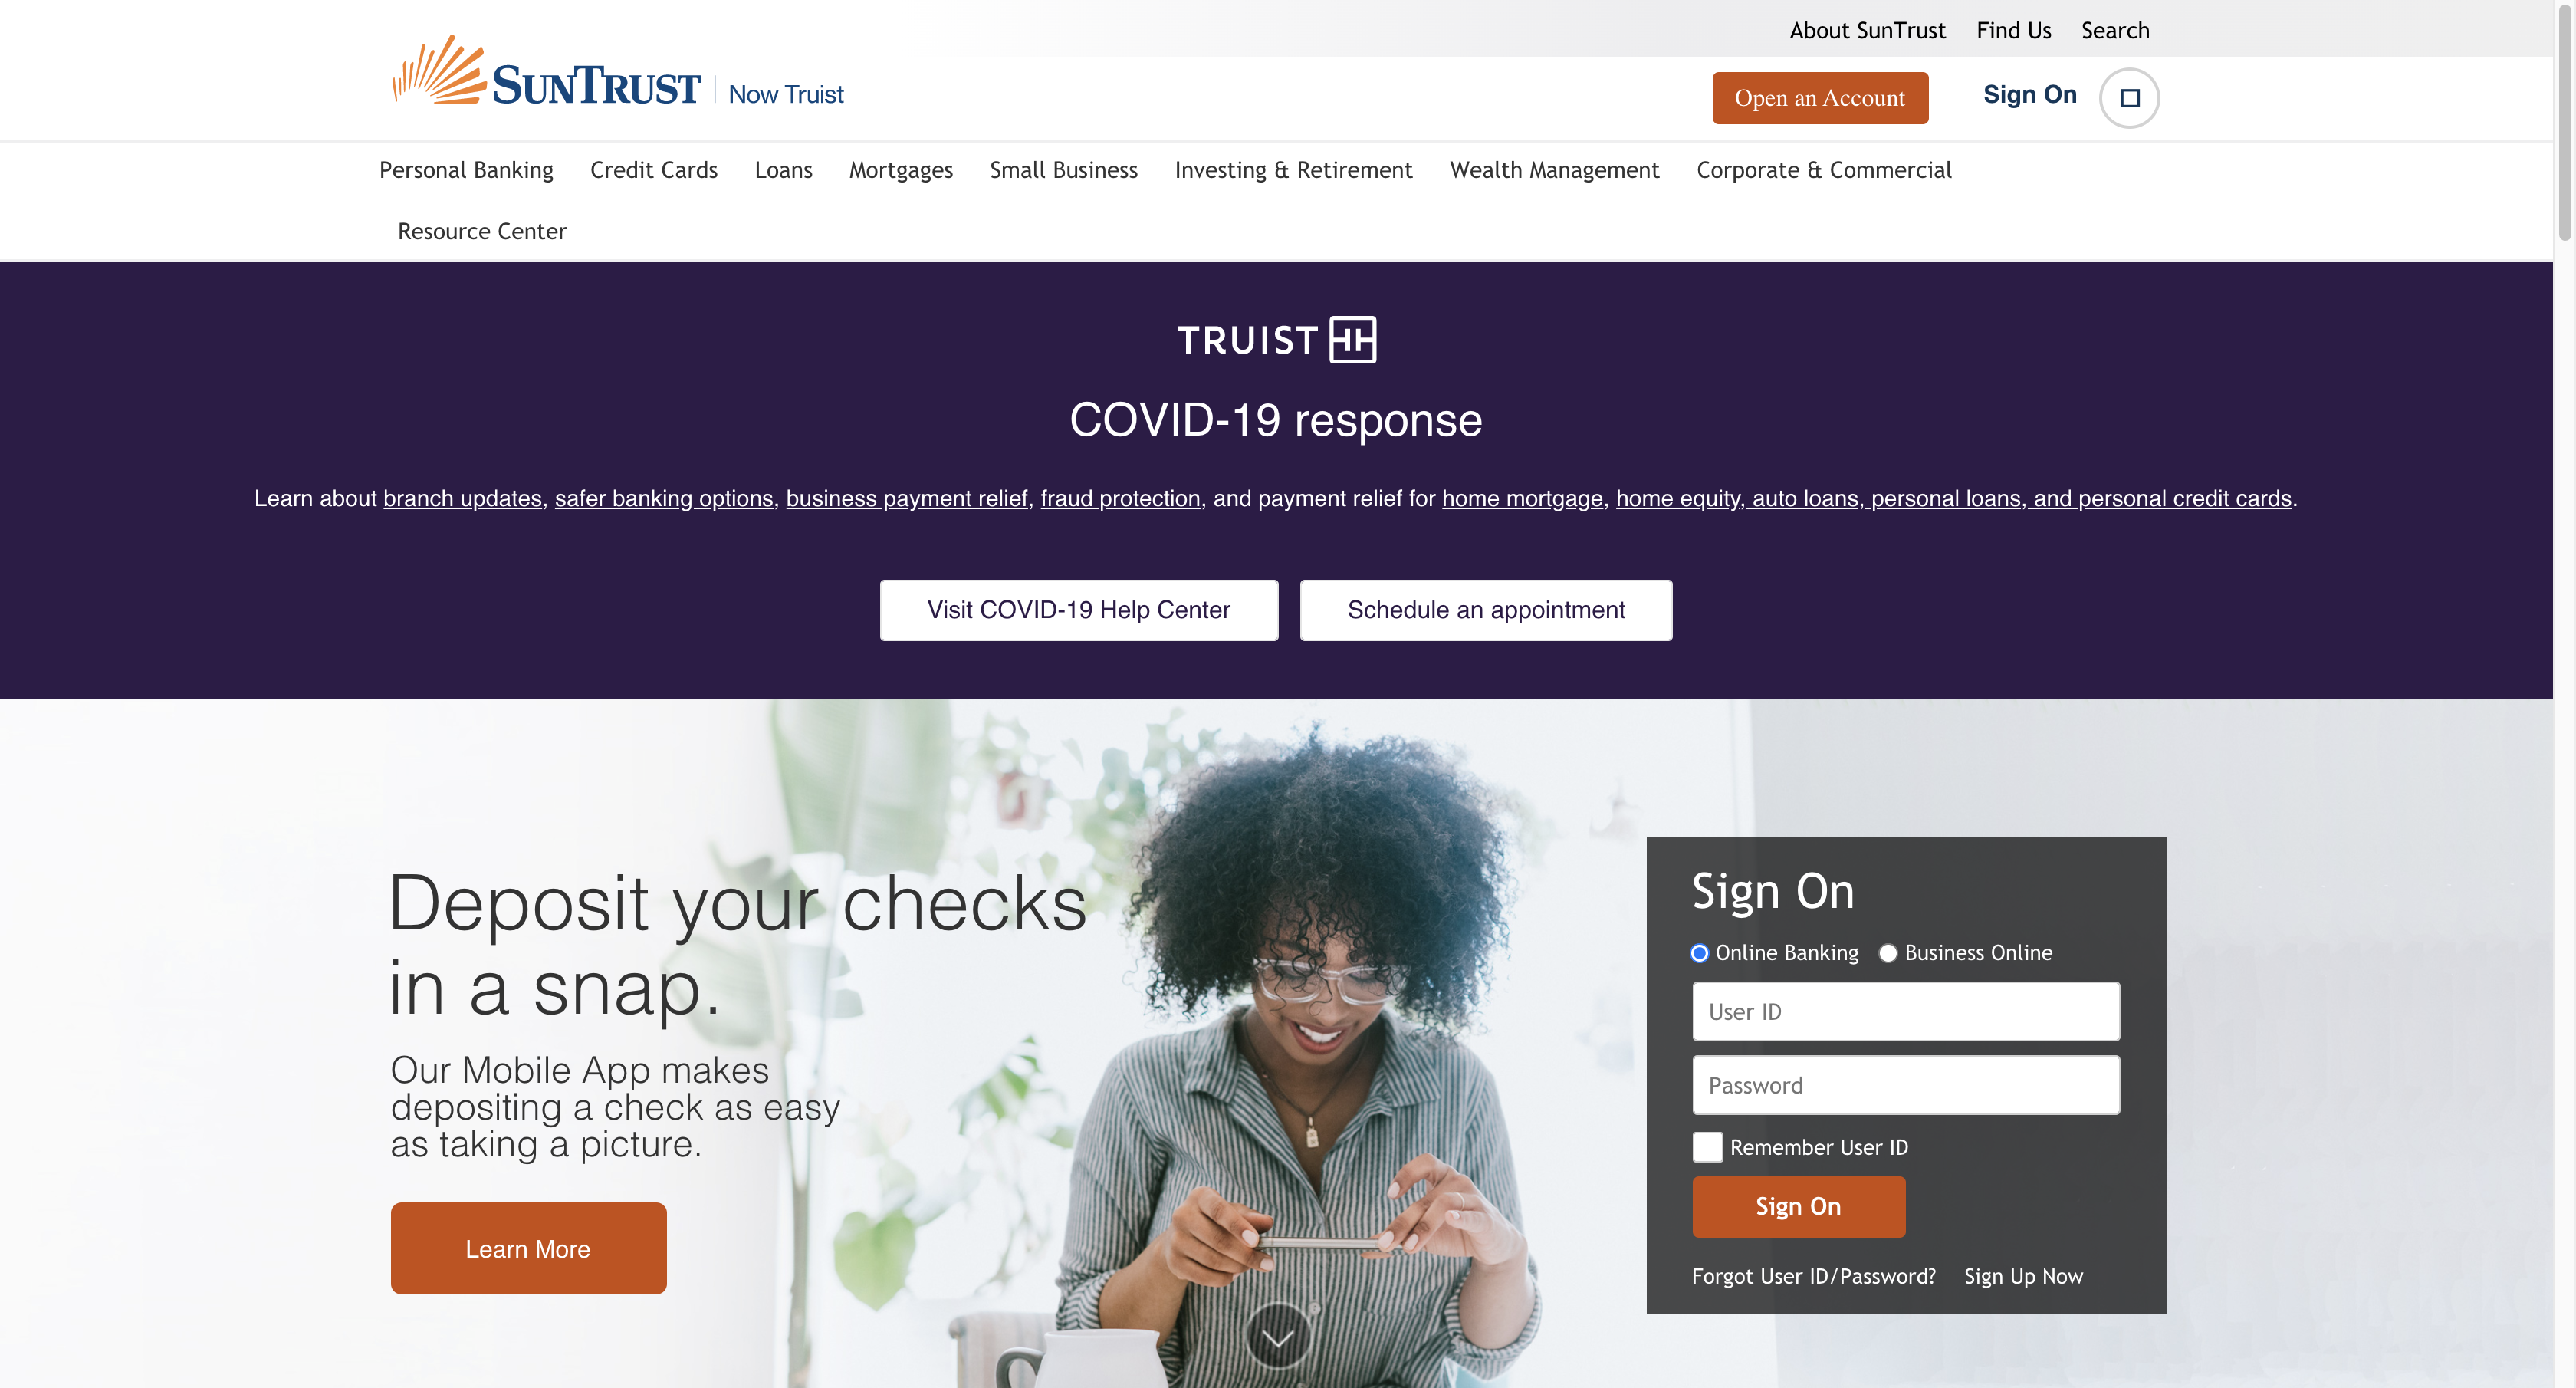 About SunTrust Find Us Search
SUNTRUST Now Truist
Open an Account Sign On
Personal Banking Credit Cards Loans Mortgages Small Business Investing & Retirement Wealth Management Corporate & Commercial
Resource Center
TRUIST
COVID-19 response
Learn about branch updates, safer banking options, business payment relief, fraud protection, and payment relief for home mortgage, home equity, auto loans, personal loans, and personal credit cards.
Visit COVID-19 Help Center Schedule an appointment
Deposit your checks
in a snap.
Our Mobile App makes
depositing a check as easy
as taking a picture.
Learn More
Sign On
Online Banking Business Online
User ID
Password
Remember User ID
Sign On
Forgot User ID/Password? Sign Up Now